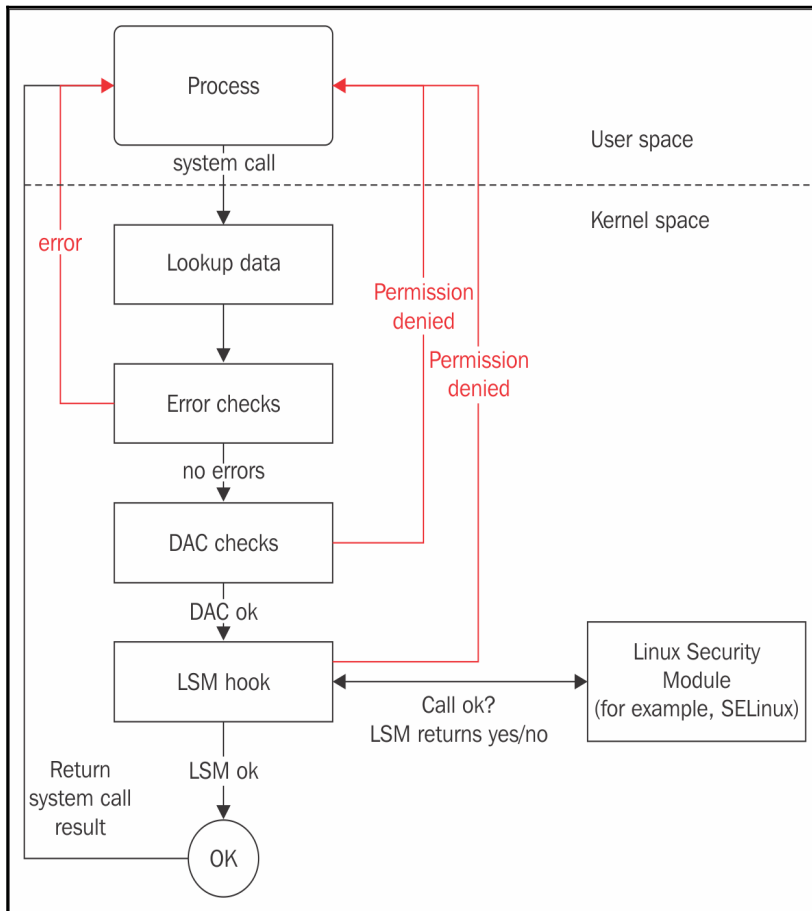 Process
User space
system call
Kernel space
error
Lookup data
Permission
denied
Permission
denied
Error checks
no errors
DAC checks
DAC ok
LSM hook
Linux Security
Module
(for example, SELinux)
Call ok?
LSM returns yes/no
LSM ok
Return
system call
result
OK